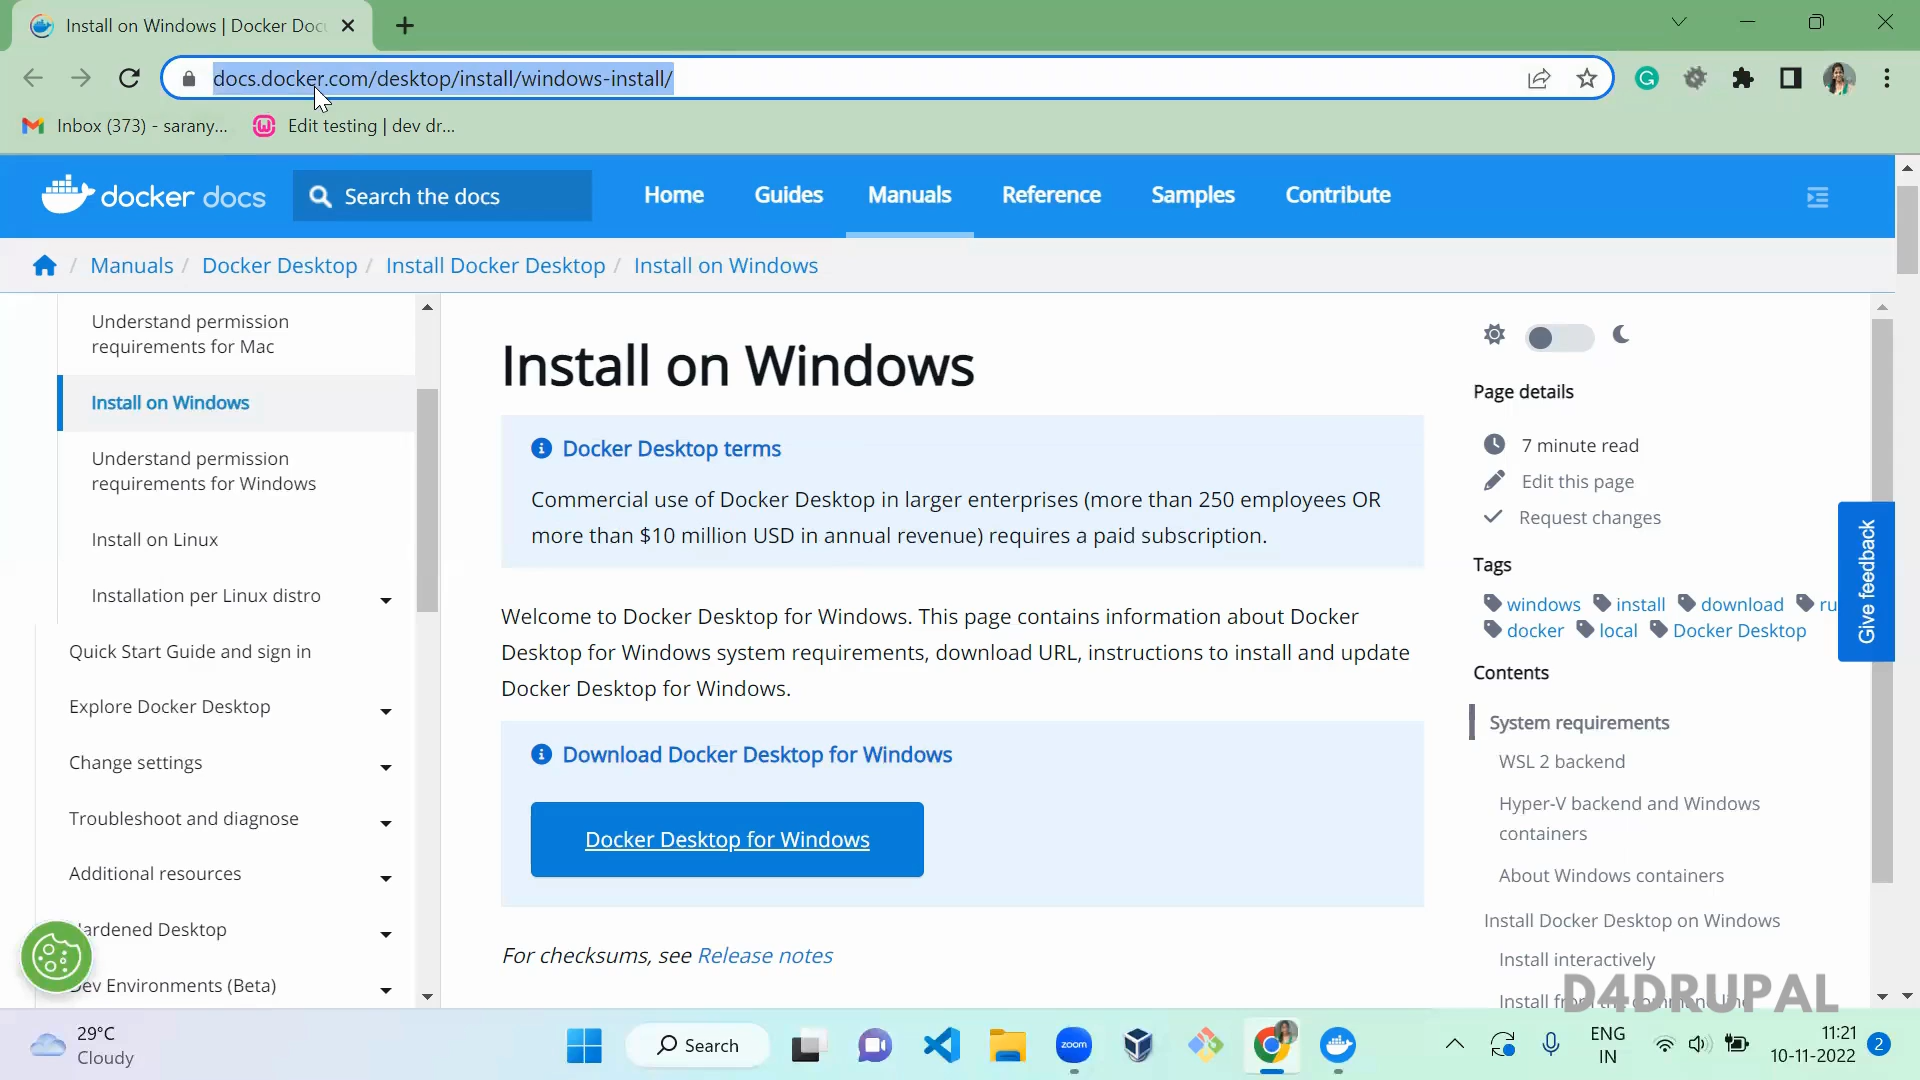 Install on Windows | Docker Doc
docs.docker.com/desktop/install/windows-install/
Inbox (373) - sarany...
Edit testing | dev dr...
docker docs
Search the docs
Home
Guides
Manuals
Reference
Samples
Contribute
/ Manuals / Docker Desktop / Install Docker Desktop / Install on Windows
Understand permission
requirements for Mac
Install on Windows
Understand permission
requirements for Windows
Install on Linux
Installation per Linux distro
Quick Start Guide and sign in
Explore Docker Desktop
Change settings
Troubleshoot and diagnose
Additional resources
ardened Desktop
ev Environments (Beta)
Install on Windows
Docker Desktop terms
Commercial use of Docker Desktop in larger enterprises (more than 250 employees OR
more than $10 million USD in annual revenue) requires a paid subscription.
Welcome to Docker Desktop for Windows. This page contains information about Docker
Desktop for Windows system requirements, download URL, instructions to install and update
Docker Desktop for Windows.
Download Docker Desktop for Windows
Docker Desktop for Windows
For checksums, see Release notes
Page details
7 minute read
Edit this page
Request changes
Tags
windows install download ru
docker local Docker Desktop
Contents
System requirements
WSL 2 backend
Hyper-V backend and Windows
containers
About Windows containers
Install Docker Desktop on Windows
Install interactively
Install from the command line
Give feedback
D4DRUPAL
29°C
Cloudy
Search
zoom
ENG
IN
11:21
10-11-2022
2